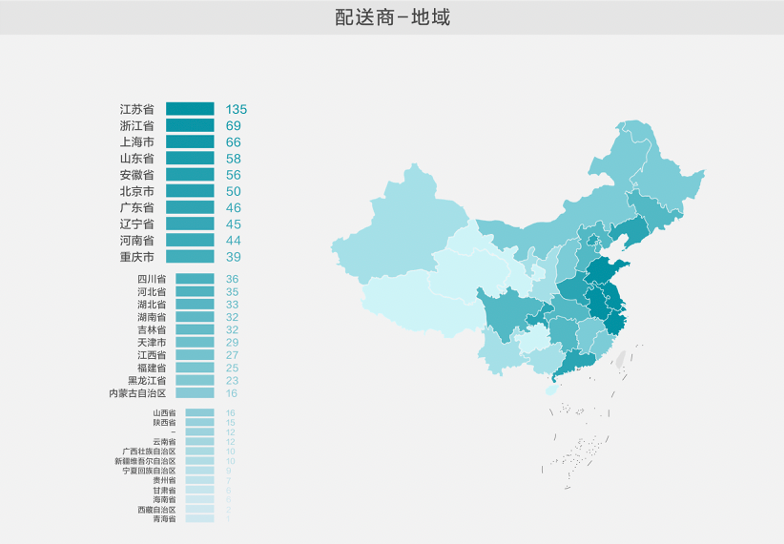 配送商-地域
江苏省 135
浙江省 69
上海市 66
山东省 58
安徽省 56
北京市 50
广东省 46
辽宁省 45
河南省 44
重庆市 39
四川省 36
河北省 35
湖北省 33
湖南省 32
吉林省 32
天津市 29
江西省 27
福建省 25
黑龙江省 23
内蒙古自治区 16
山西省 16
陕西省 15
- 12
云南省 12
广西壮族自治区 10
新疆维吾尔自治区 10
宁夏回族自治区 9
贵州省 7
甘肃省
海南省
西藏自治区 2
青海省